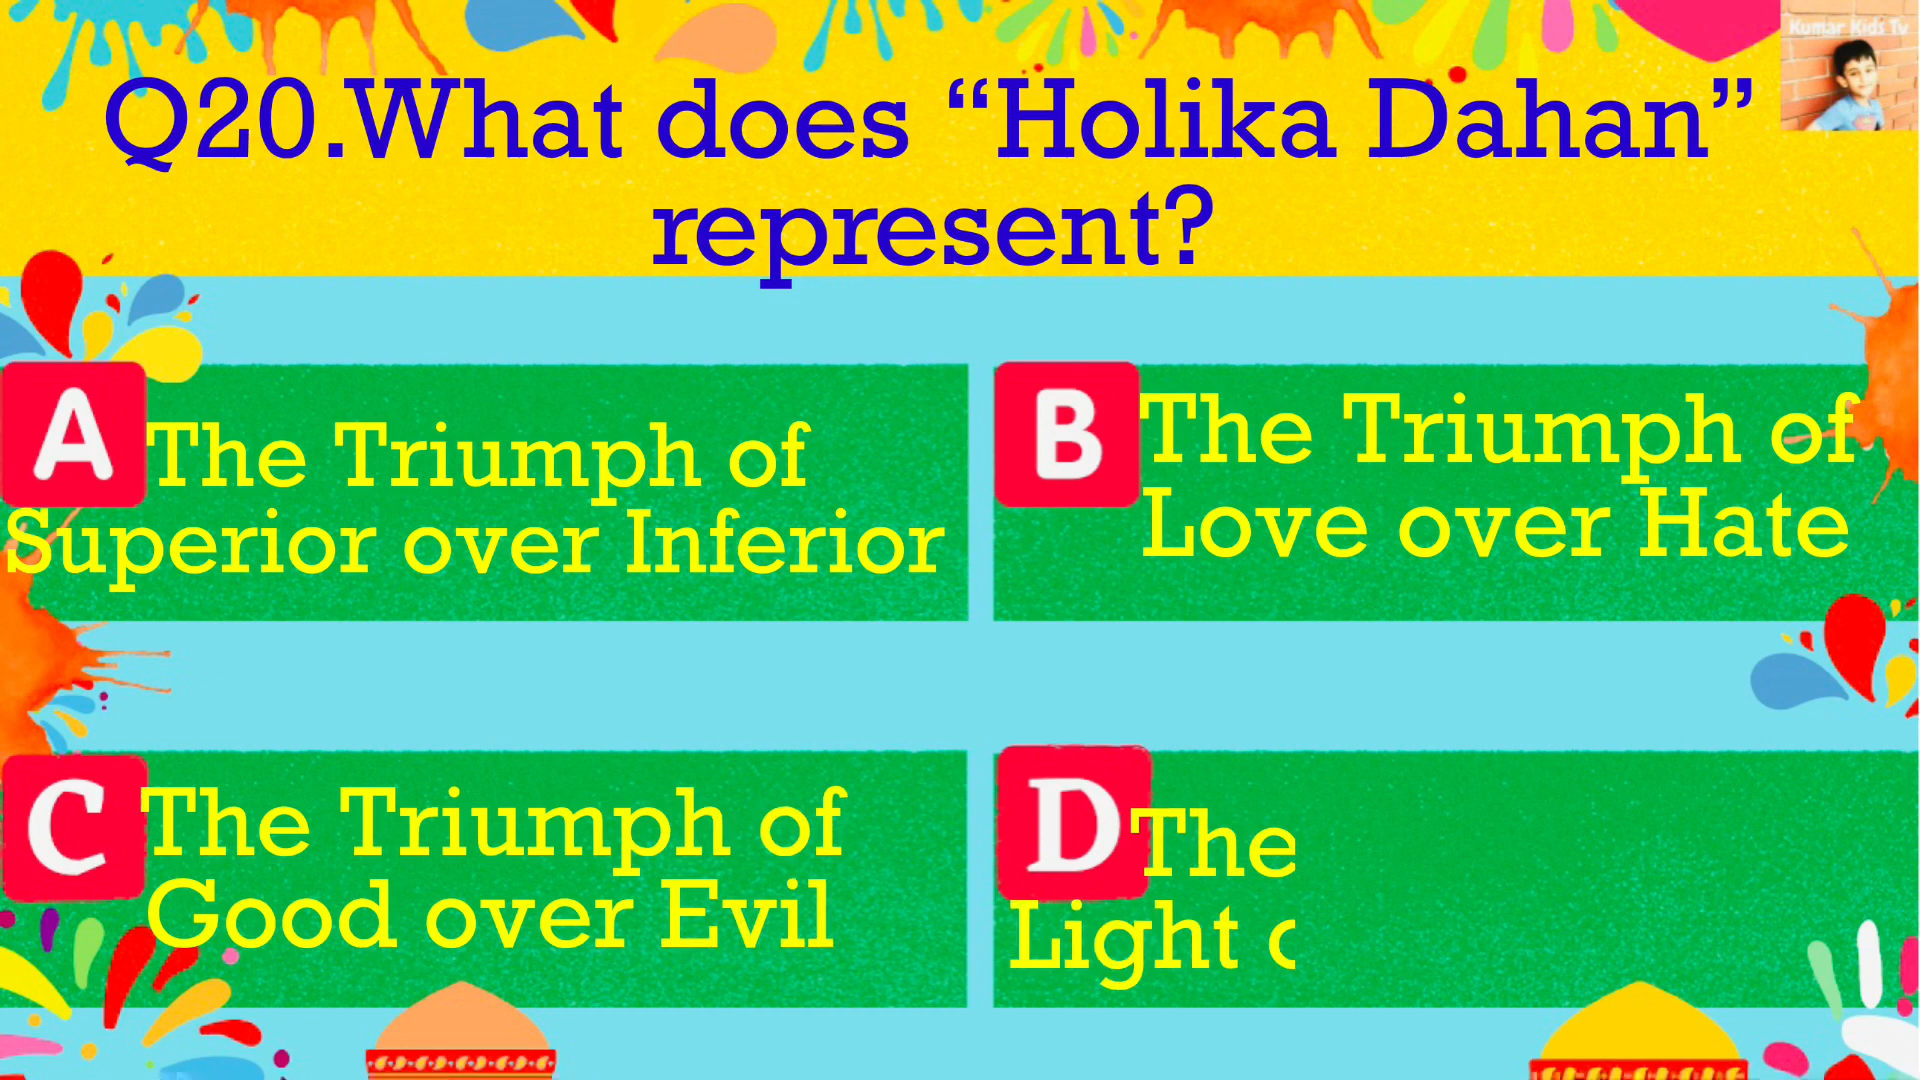 Kumar Kids Tv
Q20.What does “Holika Dahan”
represent?
A
The Triumph of
Superior over Inferior
B
The Triumph of
Love over Hate
C
The Triumph of
Good over Evil
D
The
Light